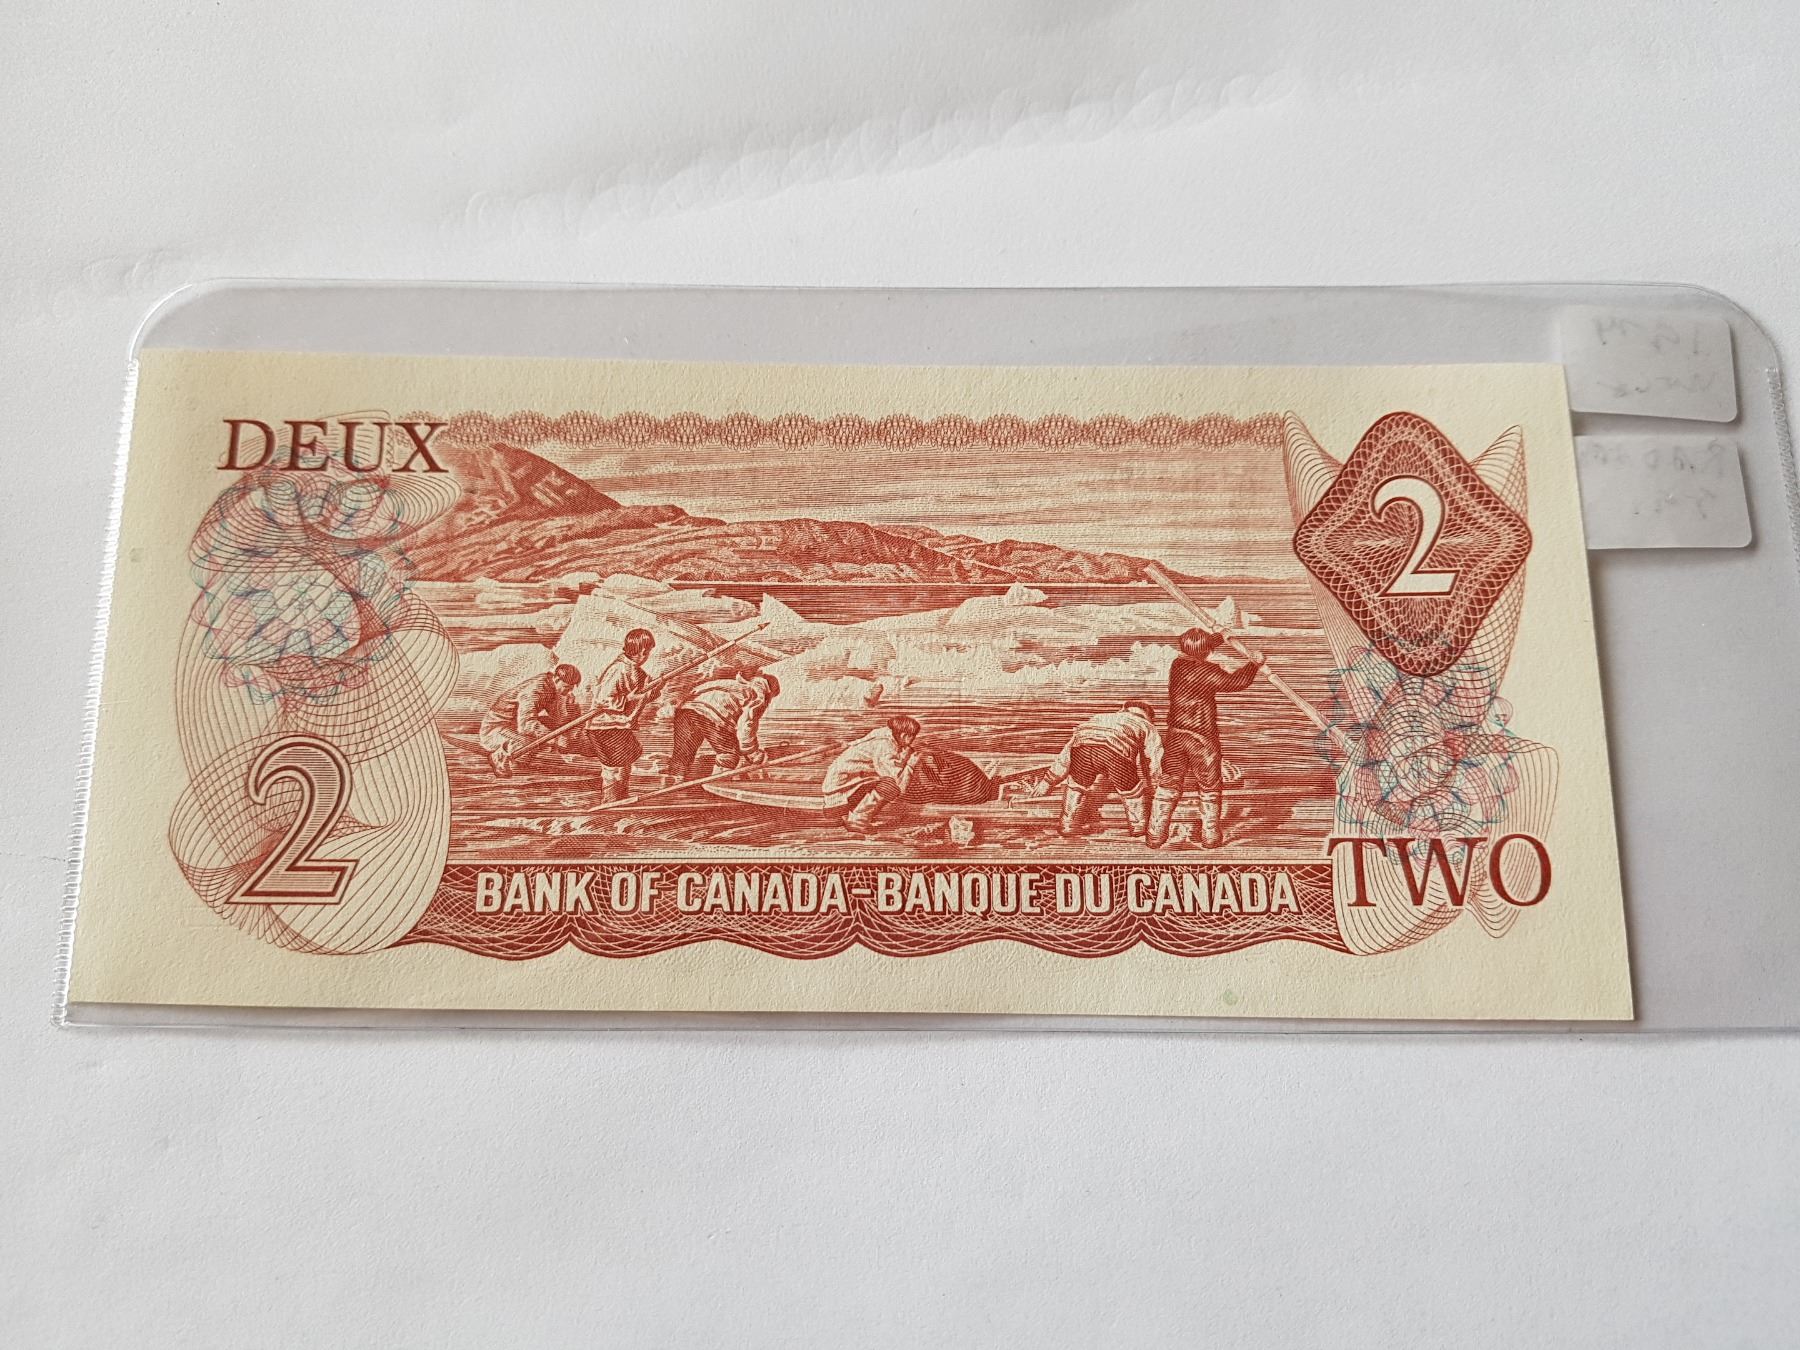 DEUX
2
2
BANK OF CANADA-BANQUE DU CANADA
TWO